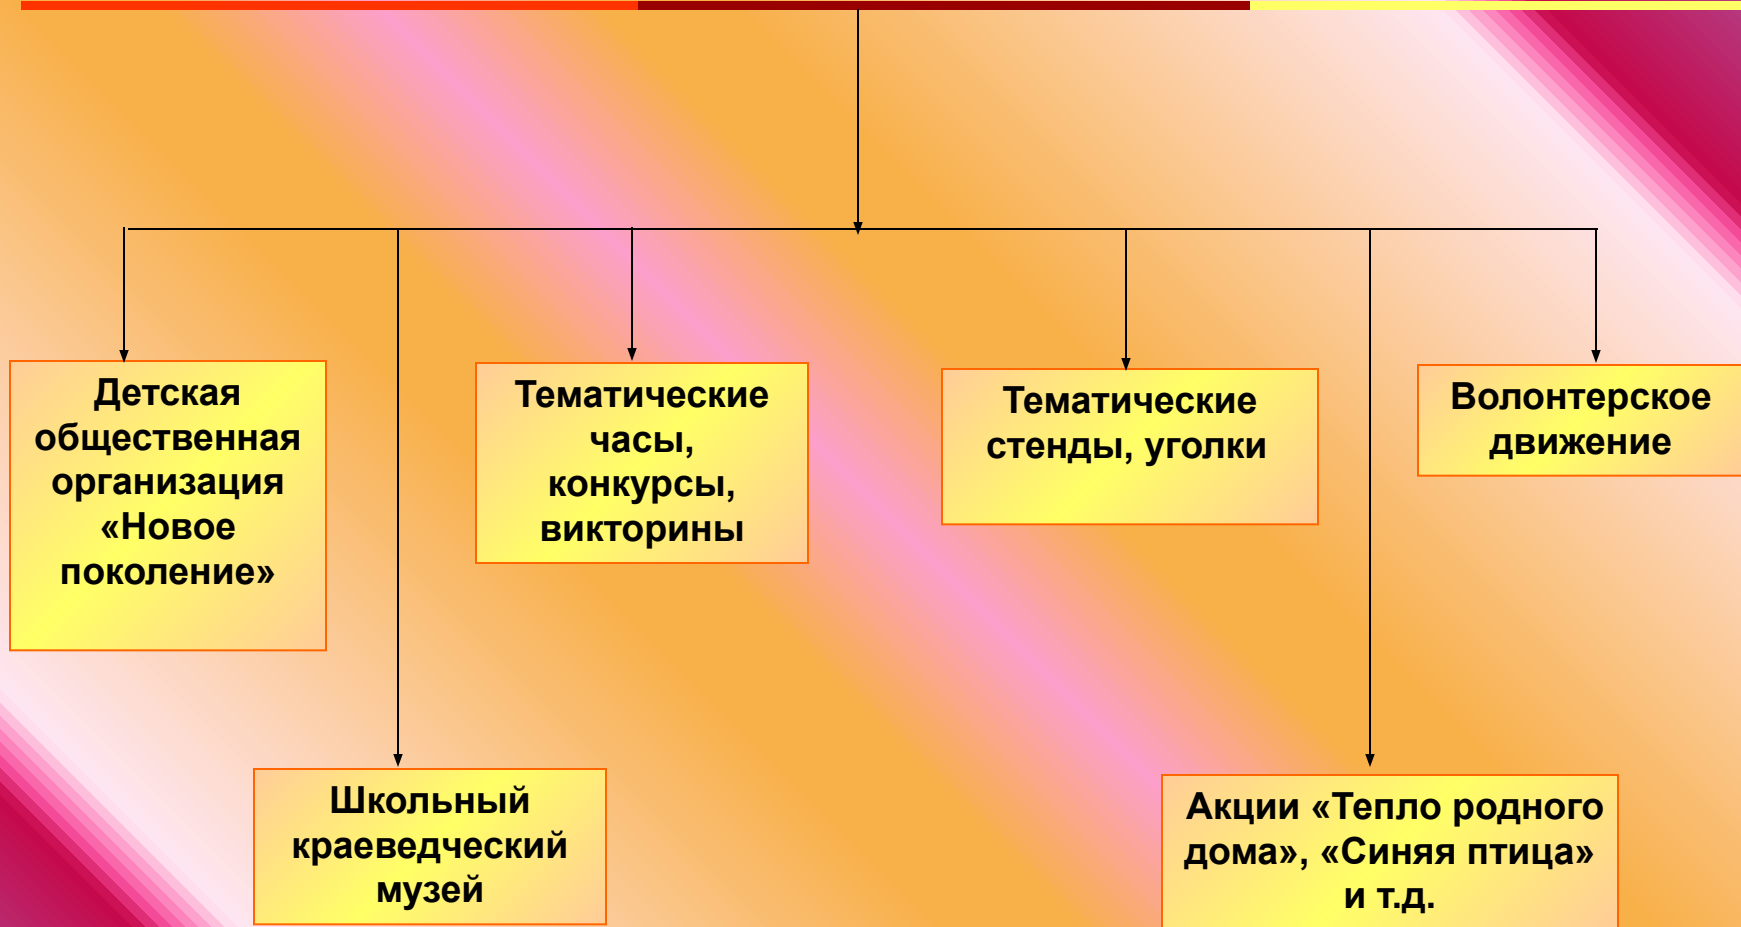 Детская
общественная
организация
«Новое
поколение»
Тематические
часы,
конкурсы,
викторины
Тематические
стенды, уголки
Волонтерское
движение
Школьный
краеведческий
музей
Акции «Тепло родного
дома», «Синяя птица»
и т.д.